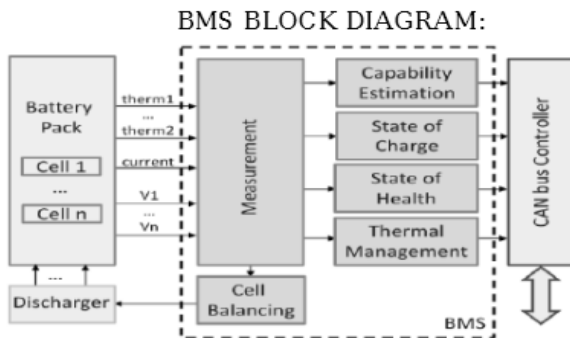 BMS BLOCK DIAGRAM:
Battery
Pack
Cell 1
...
Cell n
therm1
...
therm2
current
V1
...
Vn
Measurement
Capability
Estimation
State of
Charge
State of
Health
Thermal
Management
CAN bus Controller
...
Discharger
Cell
Balancing
BMS